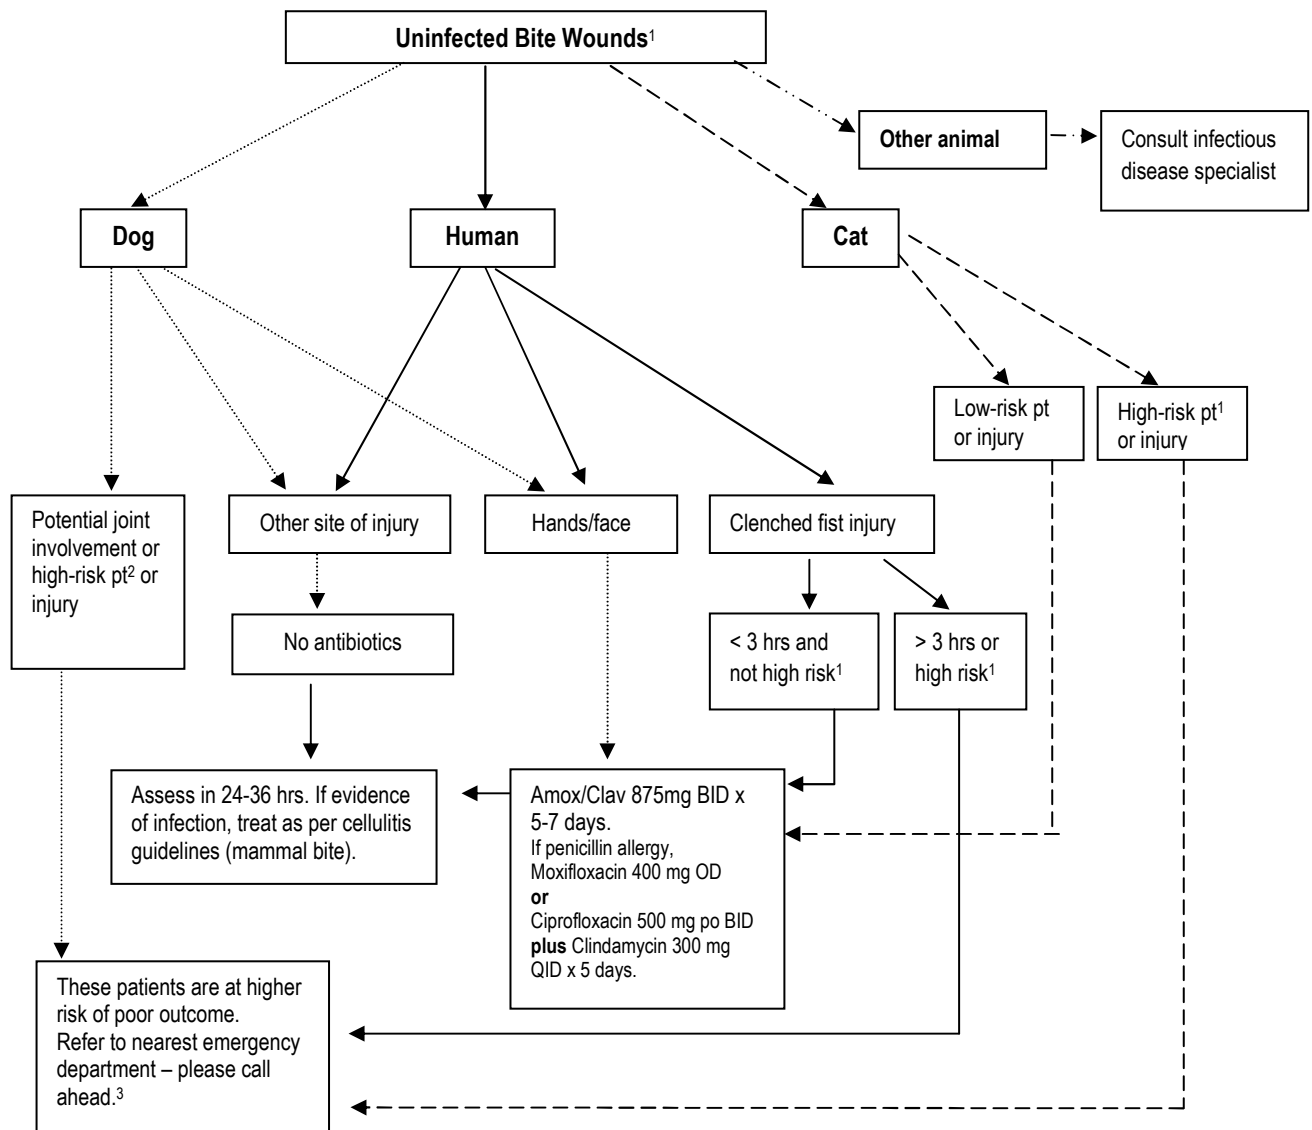 Uninfected Bite Wounds¹
Other animal
Consult infectious
disease specialist
Dog
Human
Cat
Low-risk pt
or injury
High-risk pt¹
or injury
Potential joint
involvement or
high-risk pt² or
injury
Other site of injury
Hands/face
Clenched fist injury
No antibiotics
< 3 hrs and
not high risk¹
> 3 hrs or
high risk¹
Assess in 24-36 hrs. If evidence
of infection, treat as per cellulitis
guidelines (mammal bite).
Amox/Clav 875mg BID x
5-7 days.
If penicillin allergy,
Moxifloxacin 400 mg OD
or
Ciprofloxacin 500 mg po BID
plus Clindamycin 300 mg
QID x 5 days.
These patients are at higher
risk of poor outcome.
Refer to nearest emergency
department – please call
ahead.³